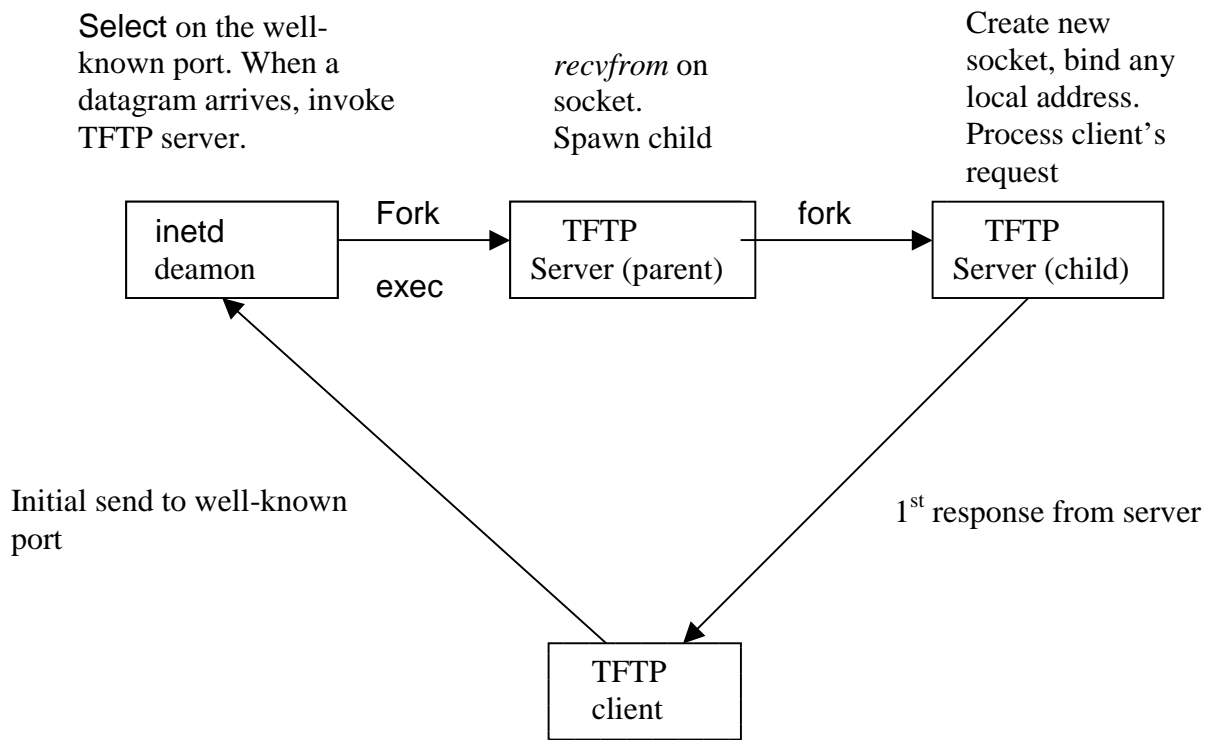 Select on the well-
known port. When a
datagram arrives, invoke
TFTP server.
recvfrom on
socket.
Spawn child
Create new
socket, bind any
local address.
Process client’s
request
inetd
deamon
Fork
exec
TFTP
Server (parent)
fork
TFTP
Server (child)
Initial send to well-known
port
1st response from server
TFTP
client